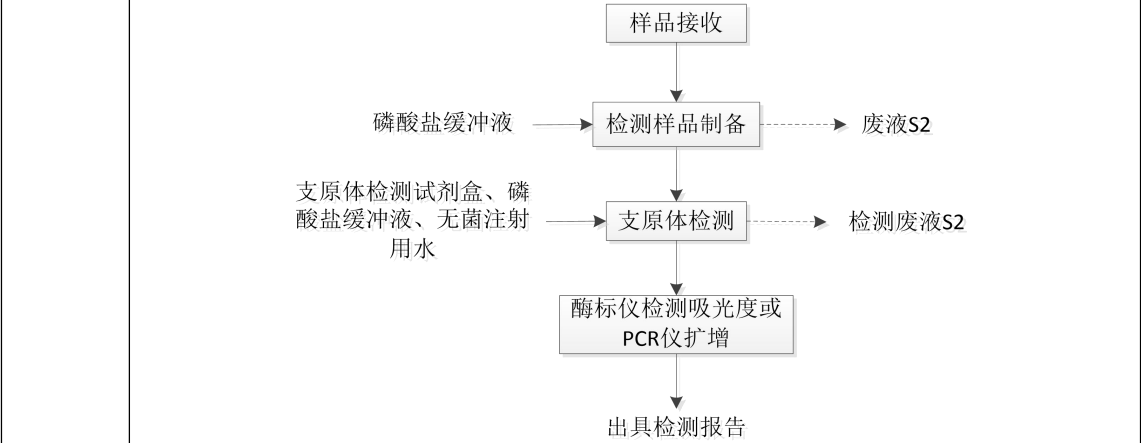 样品接收
磷酸盐缓冲液
检测样品制备
废液S2
支原体检测试剂盒、磷
酸盐缓冲液、无菌注射
用水
支原体检测
检测废液S2
酶标仪检测吸光度或
PCR仪扩增
出具检测报告